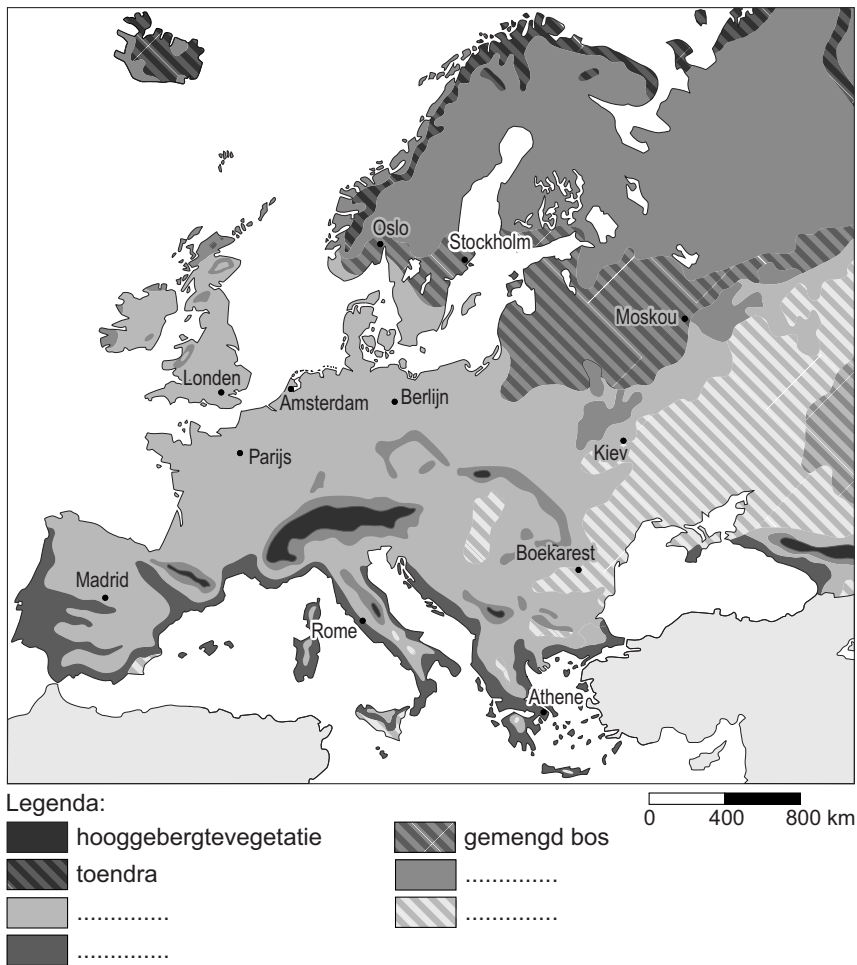 Oslo
Stockholm
Moskou
Londen
Amsterdam
Berlijn
Parijs
Kiev
Boekarest
Madrid
Rome
Athene
Legenda:
0 400 800 km
hooggebergtevegetatie
toendra
..............
..............
gemengd bos
..............
..............